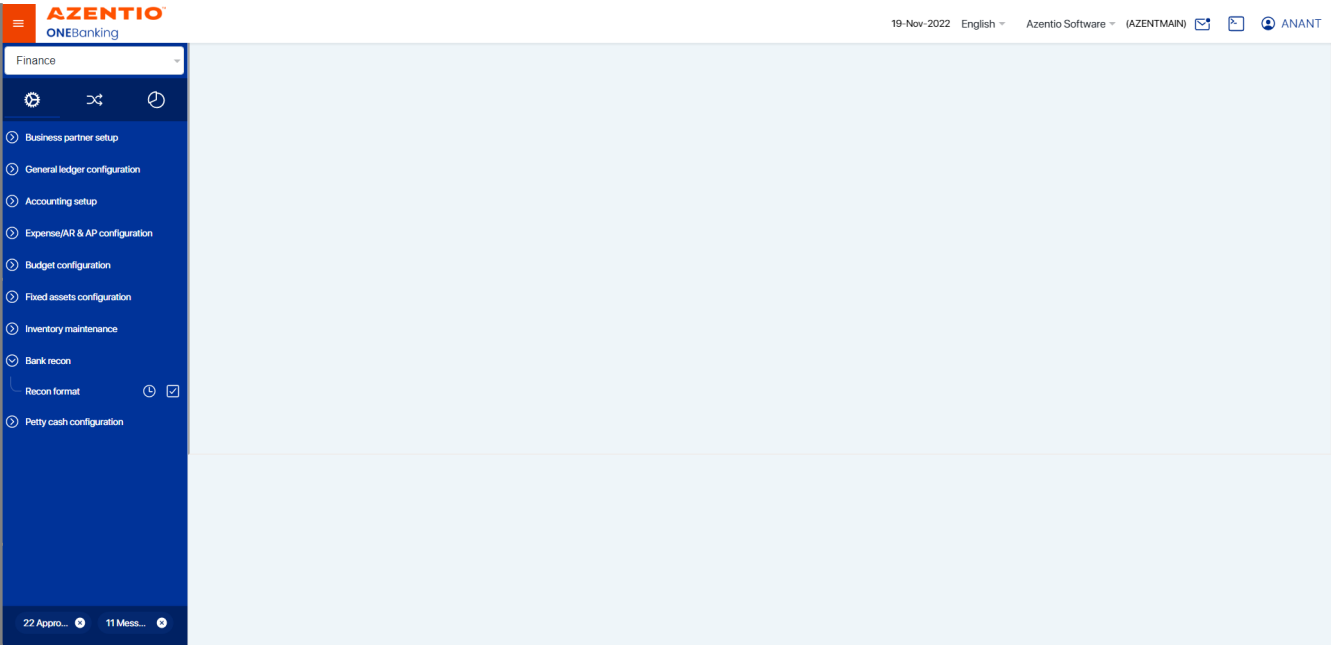 AZENTIO™
ONEBanking
19-Nov-2022 English Azentio Software (AZENTMAIN) ANANT
Finance
Business partner setup
General ledger configuration
Accounting setup
Expense/AR & AP configuration
Budget configuration
Fixed assets configuration
Inventory maintenance
Bank recon
Recon format
Petty cash configuration
22 Appro... 11 Mess...